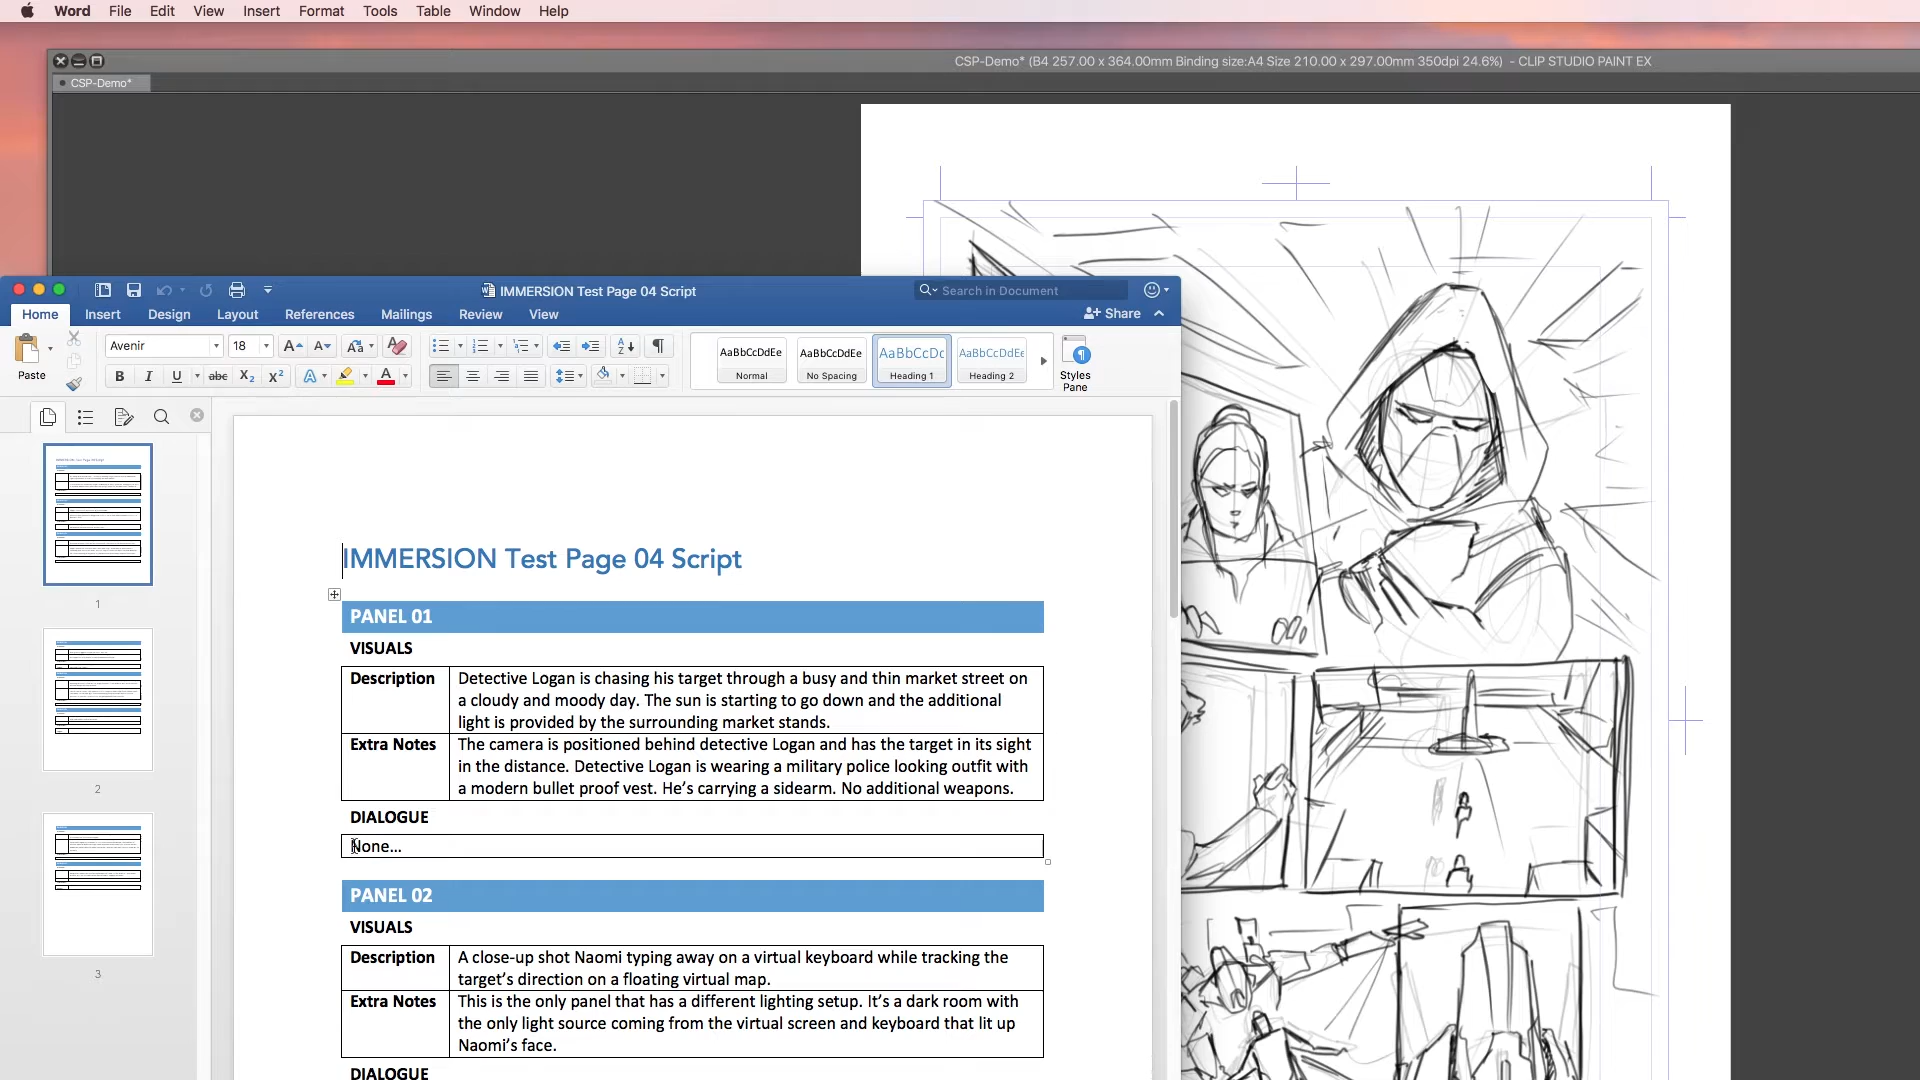 Word File Edit View Insert Format Tools Table Window Help
CSP-Demo* (B4 257.00 x 364.00mm Binding size:A4 Size 210.00 x 297.00mm 350dpi 24.6%) - CLIP STUDIO PAINT EX
CSP-Demo*
IMMERSION Test Page 04 Script
Search in Document
Home Insert Design Layout References Mailings Review View
Share
Paste
Avenir
18
B I U abc X₂ X²
AaBbCcDdEe
Normal
AaBbCcDdEe
No Spacing
AaBbCcDc
Heading 1
AaBbCcDdEe
Heading 2
Styles
Pane
1
2
3
IMMERSION Test Page 04 Script
PANEL 01
VISUALS
Description
Detective Logan is chasing his target through a busy and thin market street on
a cloudy and moody day. The sun is starting to go down and the additional
light is provided by the surrounding market stands.
Extra Notes
The camera is positioned behind detective Logan and has the target in its sight
in the distance. Detective Logan is wearing a military police looking outfit with
a modern bullet proof vest. He's carrying a sidearm. No additional weapons.
DIALOGUE
None...
PANEL 02
VISUALS
Description
A close-up shot Naomi typing away on a virtual keyboard while tracking the
target's direction on a floating virtual map.
Extra Notes
This is the only panel that has a different lighting setup. It's a dark room with
the only light source coming from the virtual screen and keyboard that lit up
Naomi's face.
DIALOGUE